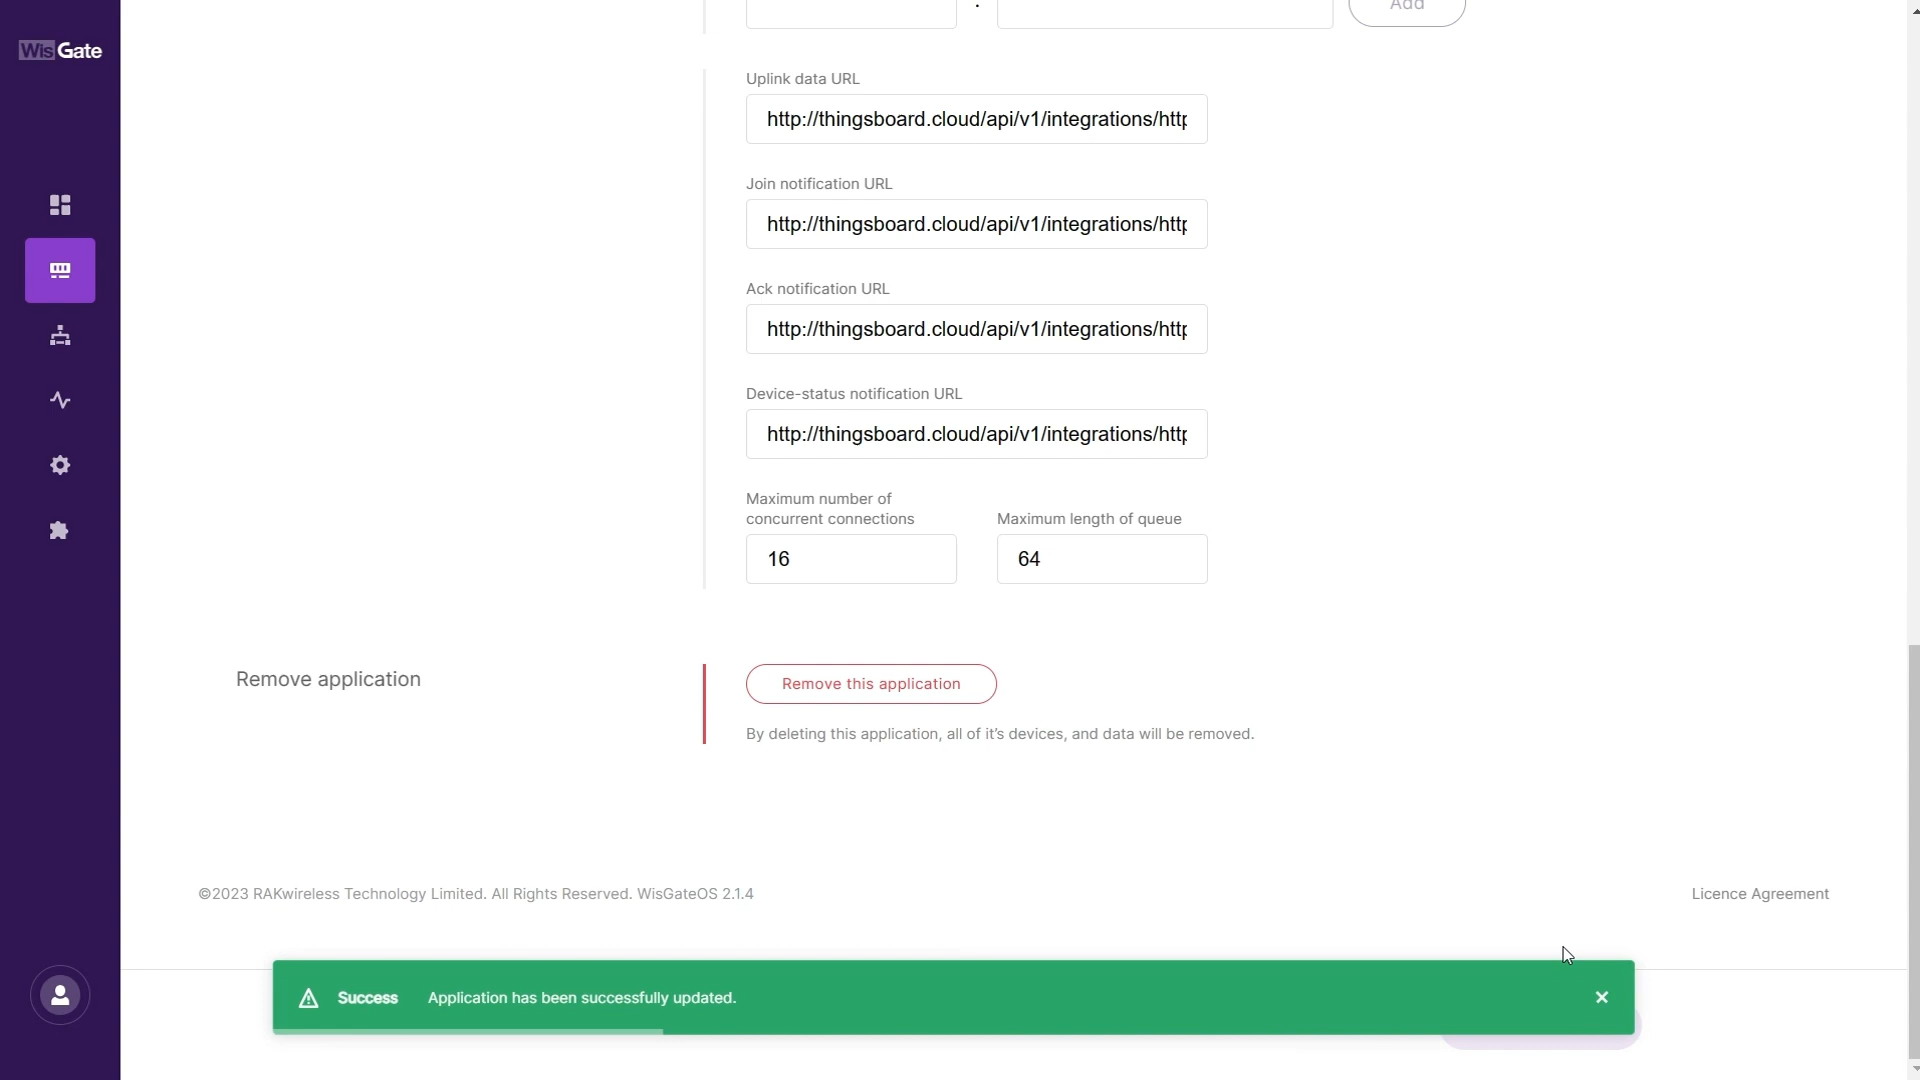 WisGate
Add
Uplink data URL
http://thingsboard.cloud/api/v1/integrations/http
Join notification URL
http://thingsboard.cloud/api/v1/integrations/http
Ack notification URL
http://thingsboard.cloud/api/v1/integrations/http
Device-status notification URL
http://thingsboard.cloud/api/v1/integrations/http
Maximum number of
concurrent connections
Maximum length of queue
16
64
Remove application
Remove this application
By deleting this application, all of it’s devices, and data will be removed.
©2023 RAKwireless Technology Limited. All Rights Reserved. WisGateOS 2.1.4
Licence Agreement
Success Application has been successfully updated.